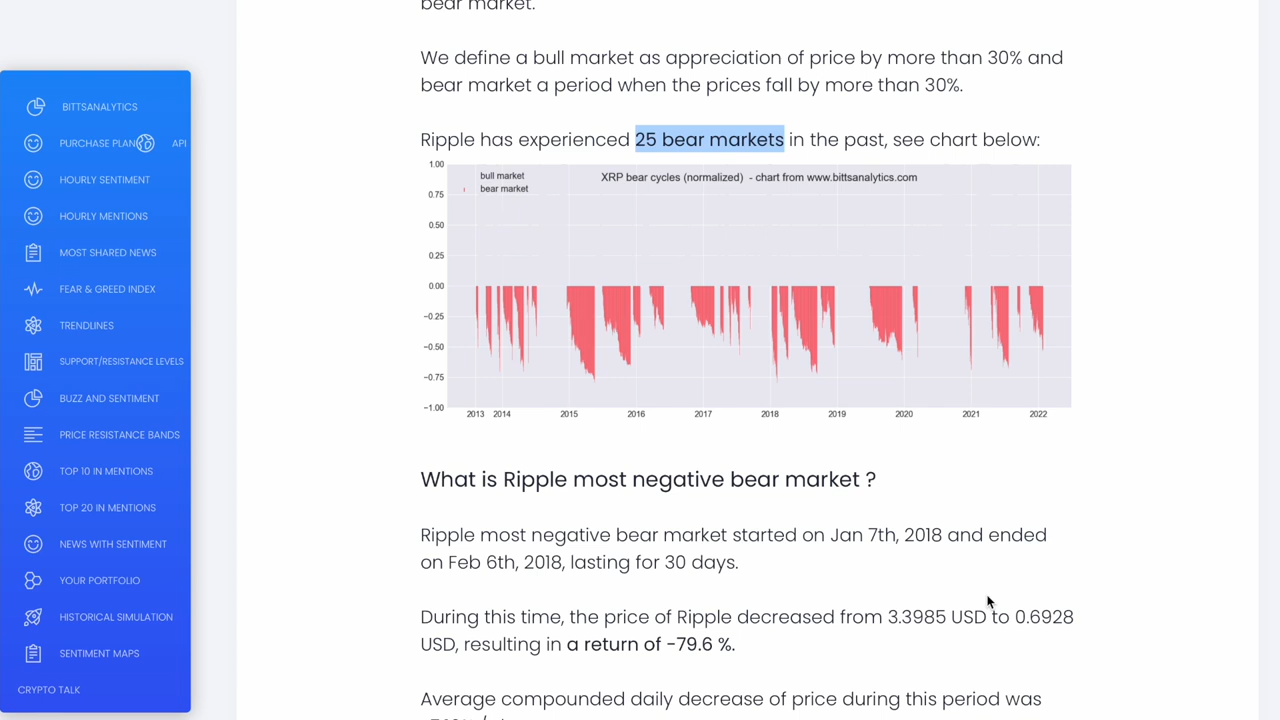 BITTSANALYTICS
PURCHASE PLAN
API
HOURLY SENTIMENT
HOURLY MENTIONS
MOST SHARED NEWS
FEAR & GREED INDEX
TRENDLINES
SUPPORT/RESISTANCE LEVELS
BUZZ AND SENTIMENT
PRICE RESISTANCE BANDS
TOP 10 IN MENTIONS
TOP 20 IN MENTIONS
NEWS WITH SENTIMENT
YOUR PORTFOLIO
HISTORICAL SIMULATION
SENTIMENT MAPS
CRYPTO TALK
bear market.
We define a bull market as appreciation of price by more than 30% and
bear market a period when the prices fall by more than 30%.
Ripple has experienced 25 bear markets in the past, see chart below:
XRP bear cycles (normalized) - chart from www.bittsanalytics.com
bull market
bear market
1.00
0.75
0.50
0.25
0.00
−0.25
−0.50
−0.75
−1.00
2013 2014 2015 2016 2017 2018 2019 2020 2021 2022
What is Ripple most negative bear market ?
Ripple most negative bear market started on Jan 7th, 2018 and ended
on Feb 6th, 2018, lasting for 30 days.
During this time, the price of Ripple decreased from 3.3985 USD to 0.6928
USD, resulting in a return of -79.6 %.
Average compounded daily decrease of price during this period was